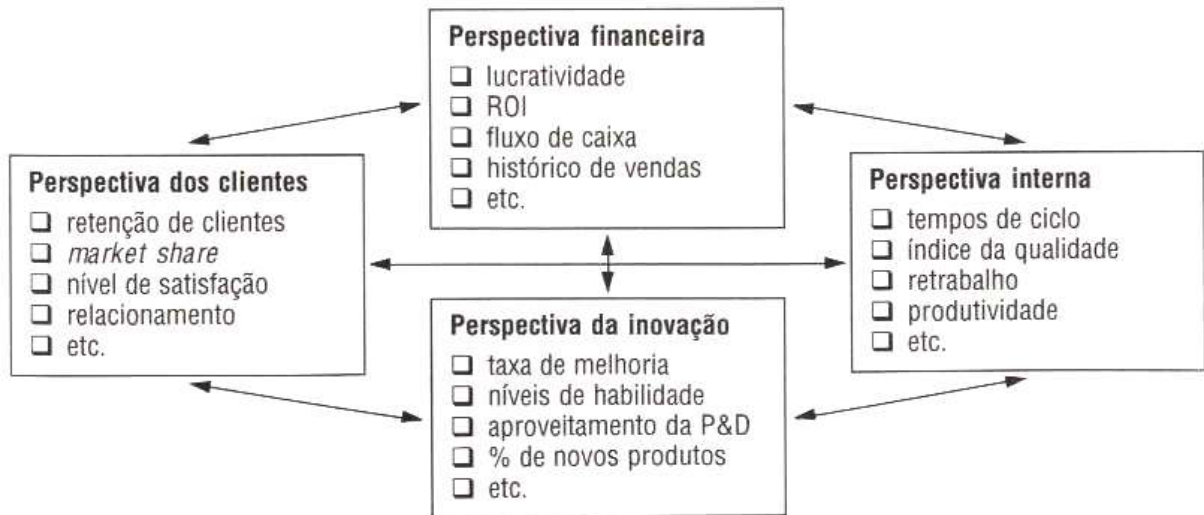 Perspectiva financeira
❑ lucratividade
❑ ROI
❑ fluxo de caixa
❑ histórico de vendas
❑ etc.
Perspectiva dos clientes
❑ retenção de clientes
❑ market share
❑ nível de satisfação
❑ relacionamento
❑ etc.
Perspectiva interna
❑ tempos de ciclo
❑ índice da qualidade
❑ retrabalho
❑ produtividade
❑ etc.
Perspectiva da inovação
❑ taxa de melhoria
❑ níveis de habilidade
❑ aproveitamento da P&D
❑ % de novos produtos
❑ etc.